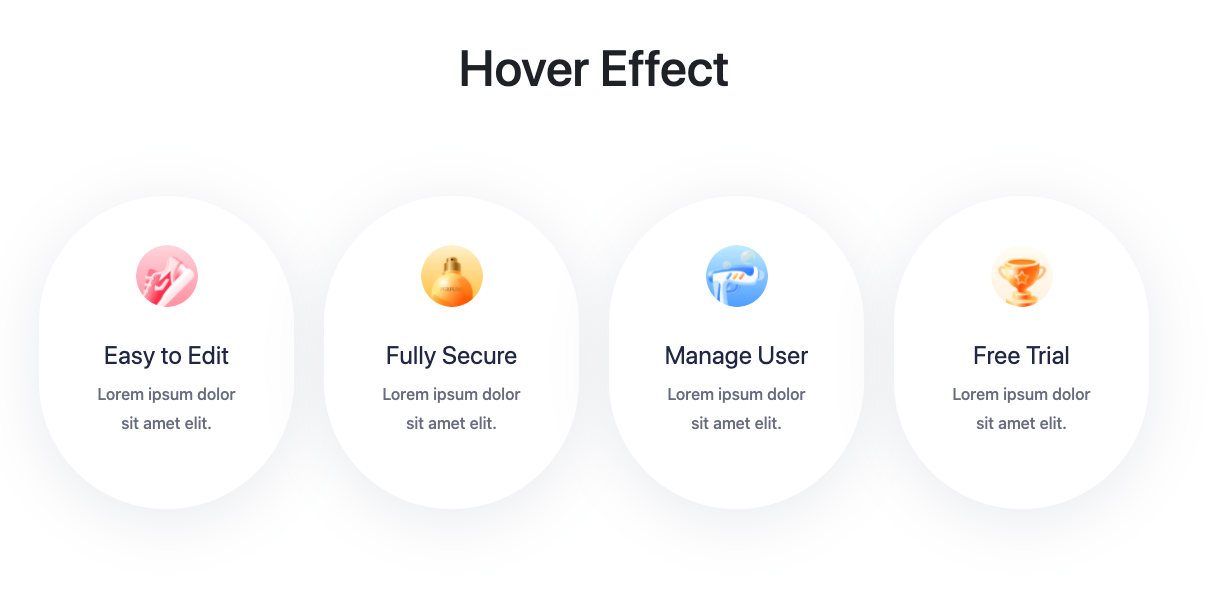 Hover Effect
Easy to Edit
Lorem ipsum dolor
sit amet elit.
Fully Secure
Lorem ipsum dolor
sit amet elit.
Manage User
Lorem ipsum dolor
sit amet elit.
Free Trial
Lorem ipsum dolor
sit amet elit.